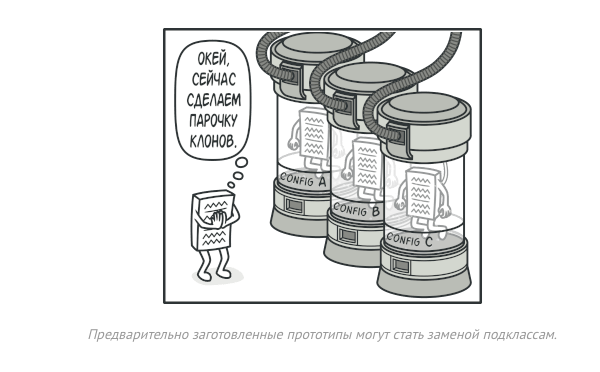 ОКЕЙ,
СЕЙЧАС
СДЕЛАЕМ
ПАРОЧКУ
КЛОНОВ.
CONFIG A
CONFIG B
CONFIG C
Предварительно заготовленные прототипы могут стать заменой подклассам.